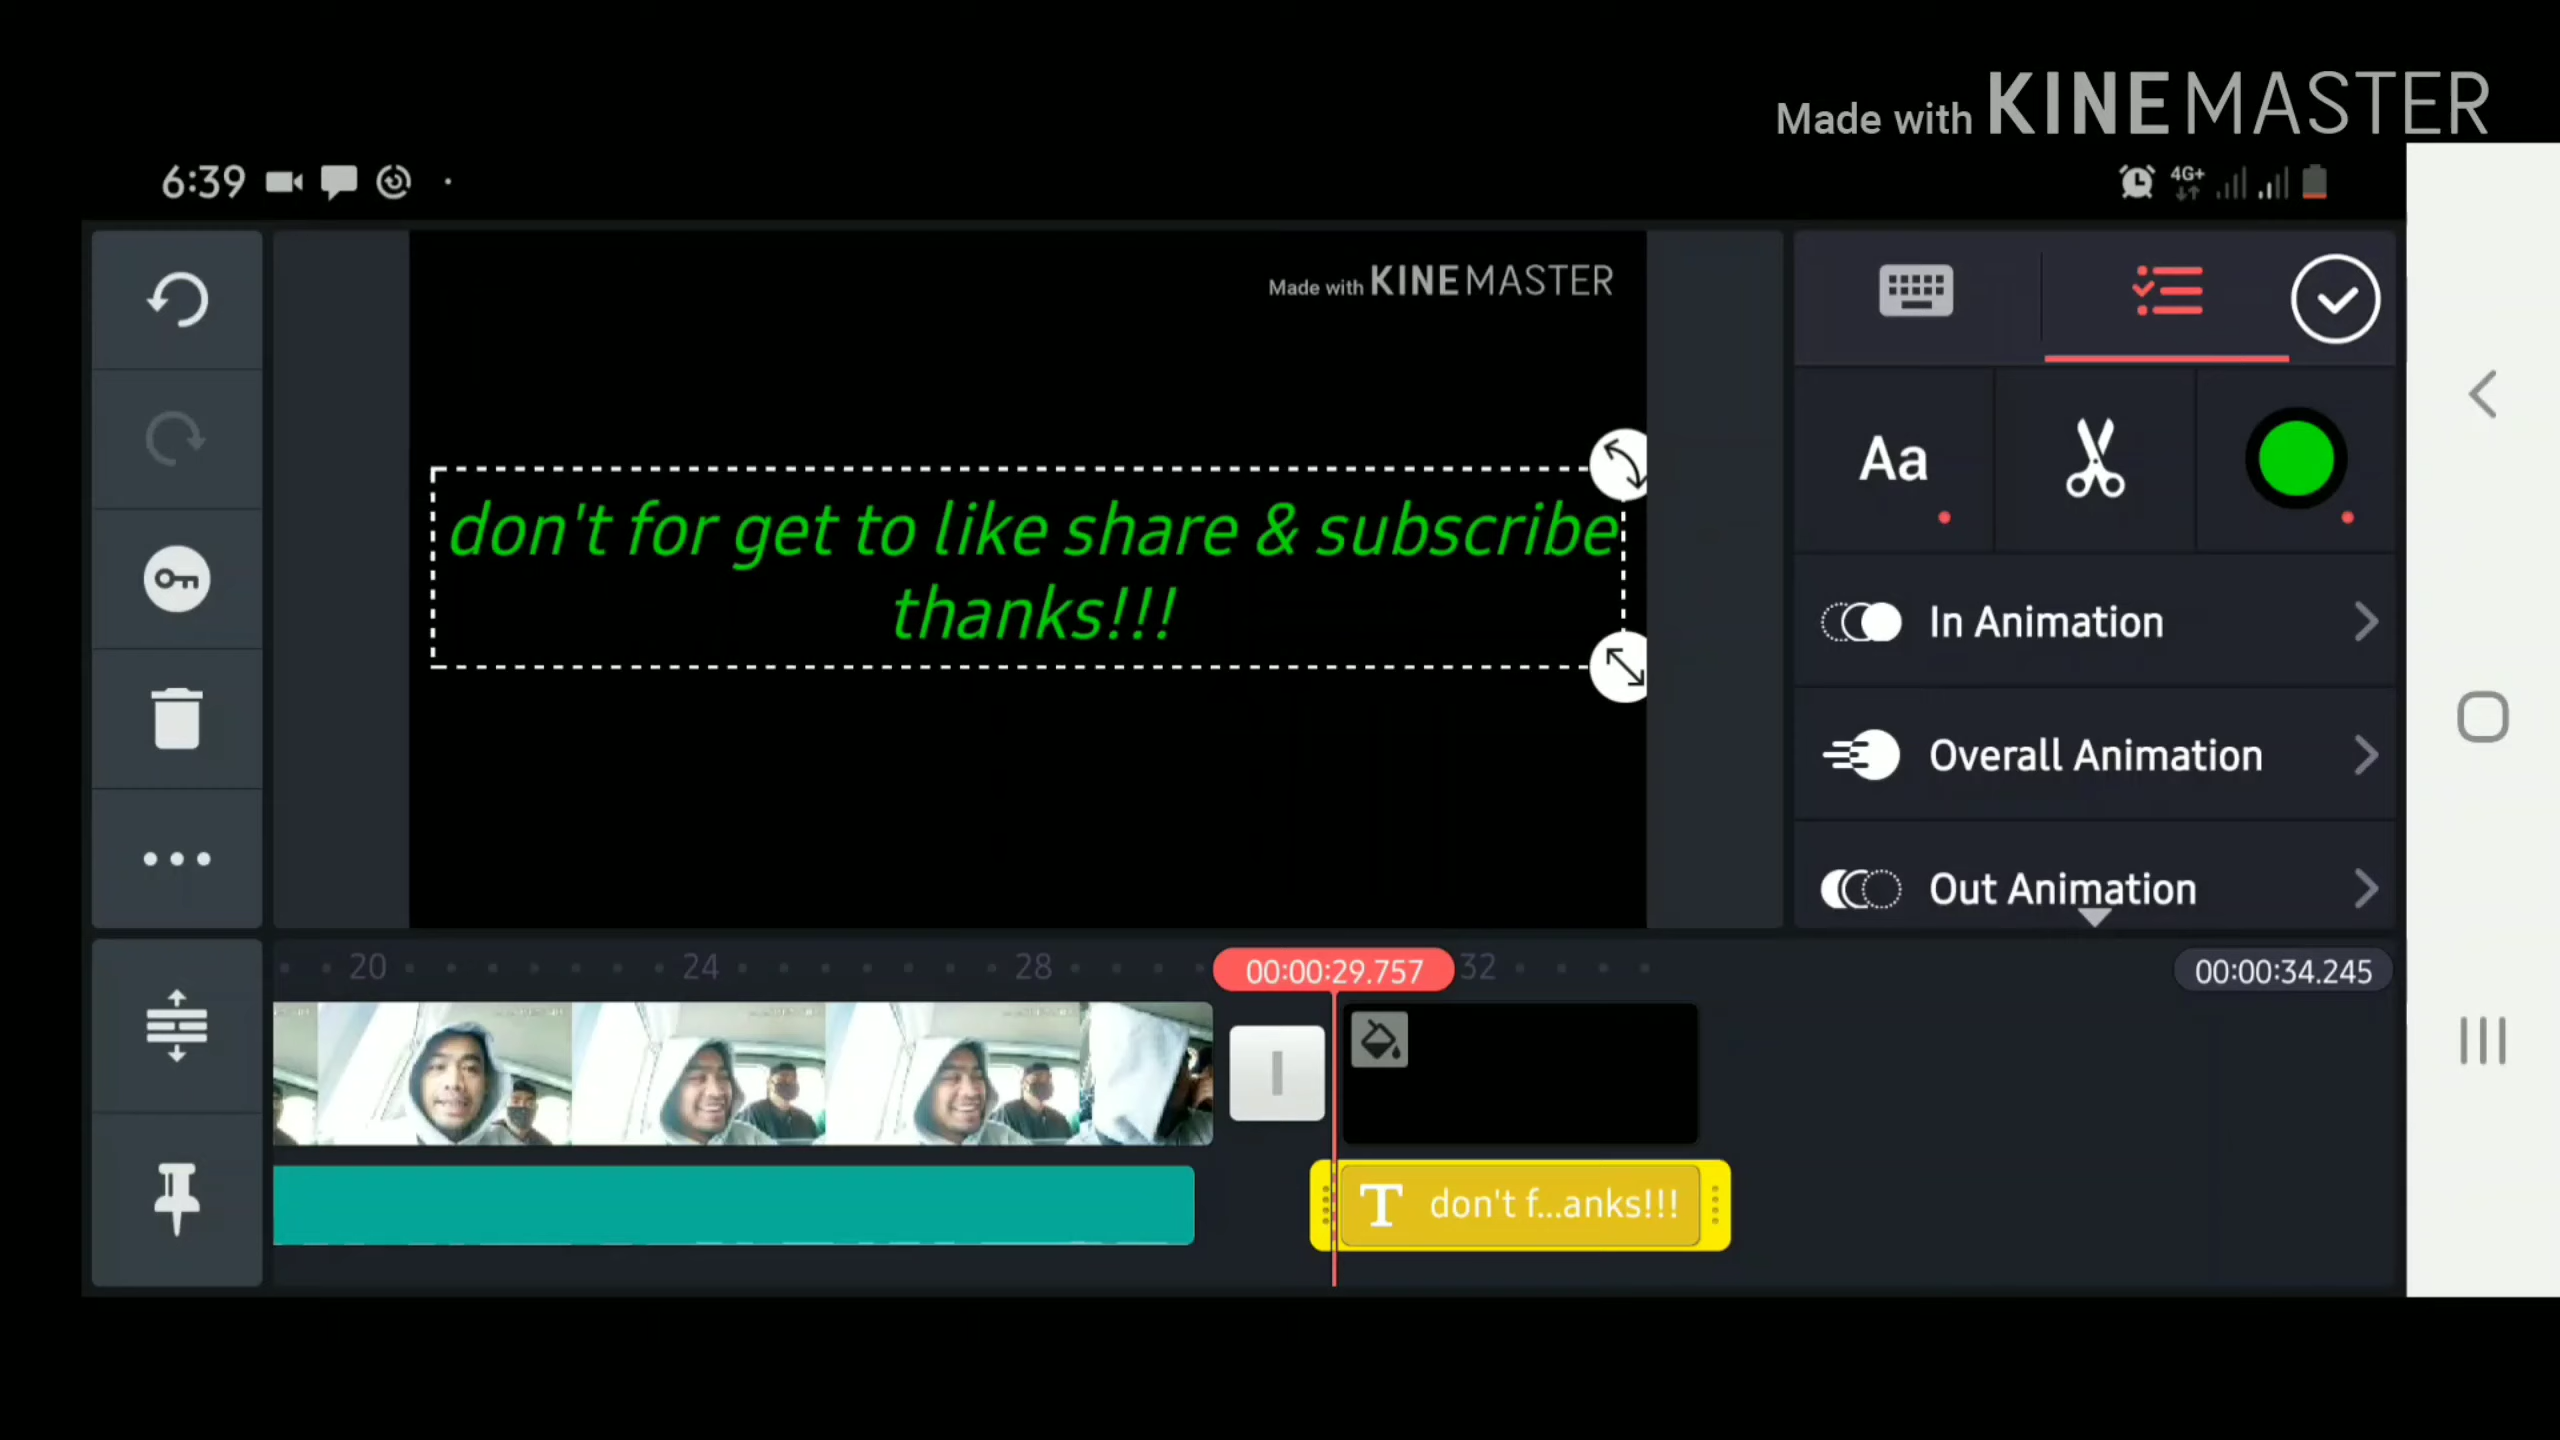 Made with KINEMASTER
6:39
4G+
Made with KINEMASTER
don't for get to like share & subscribe
thanks!!!
Aa
In Animation
Overall Animation
Out Animation
20 24 28 00:00:29.757 32 00:00:34.245
T don't f...anks!!!